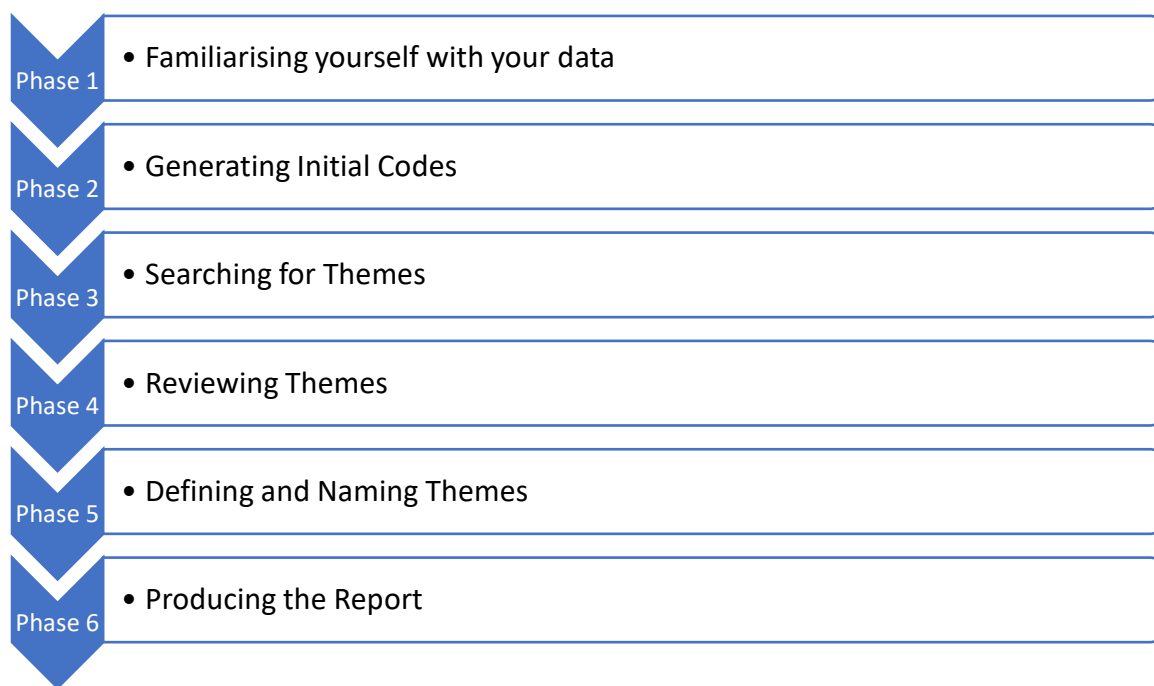 Phase 1
• Familiarising yourself with your data
Phase 2
• Generating Initial Codes
Phase 3
• Searching for Themes
Phase 4
• Reviewing Themes
Phase 5
• Defining and Naming Themes
Phase 6
• Producing the Report